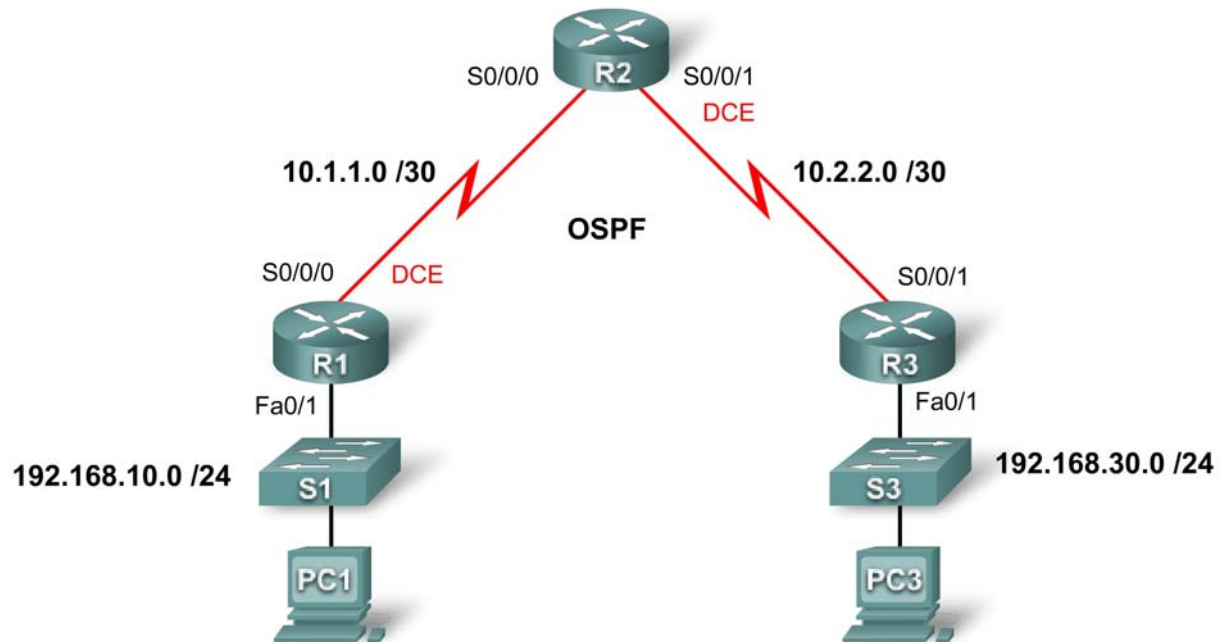 R2
S0/0/0
S0/0/1
DCE
10.1.1.0 /30
10.2.2.0 /30
OSPF
S0/0/0
DCE
S0/0/1
R1
R3
Fa0/1
Fa0/1
192.168.10.0 /24
S1
S3
192.168.30.0 /24
PC1
PC3